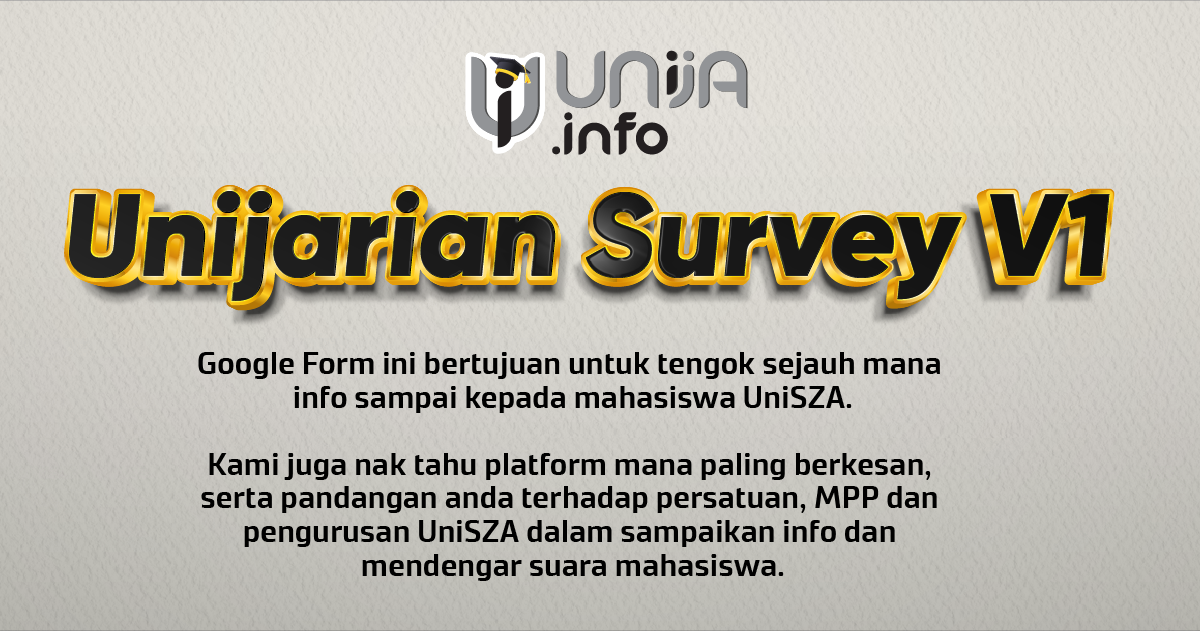 UNIJA
.info
Unijarian Survey V1
Google Form ini bertujuan untuk tengok sejauh mana
info sampai kepada mahasiswa UniSZA.
Kami juga nak tahu platform mana paling berkesan,
serta pandangan anda terhadap persatuan, MPP dan
pengurusan UniSZA dalam sampaikan info dan
mendengar suara mahasiswa.